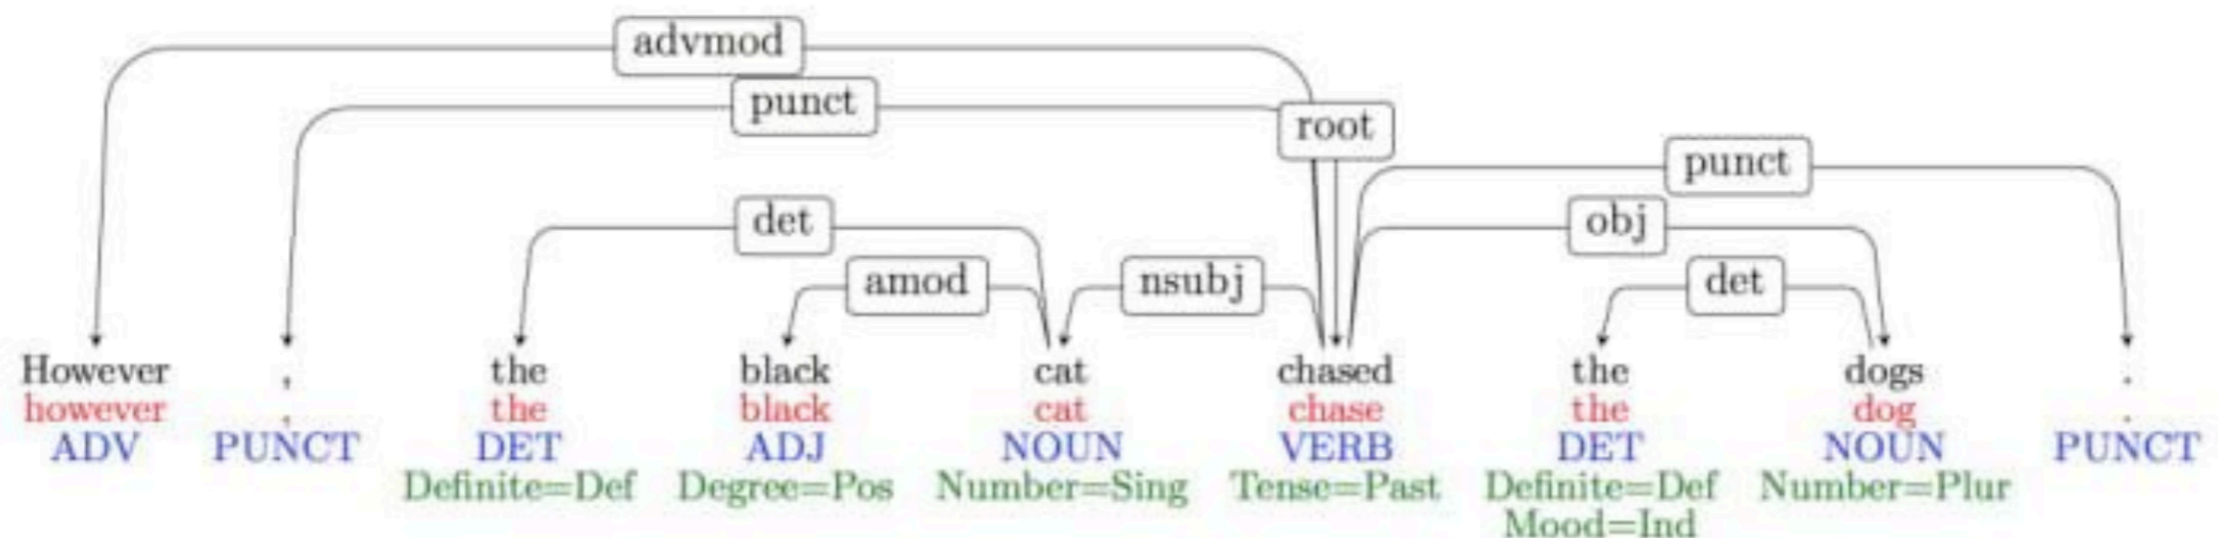 advmod
punct
root
punct
det
obj
amod
nsubj
det
However , the black cat chased the dogs .
however , the black cat chase the dog .
ADV PUNCT DET ADJ NOUN VERB DET NOUN PUNCT
Definite=Def Degree=Pos Number=Sing Tense=Past Definite=Def Number=Plur
Mood=Ind